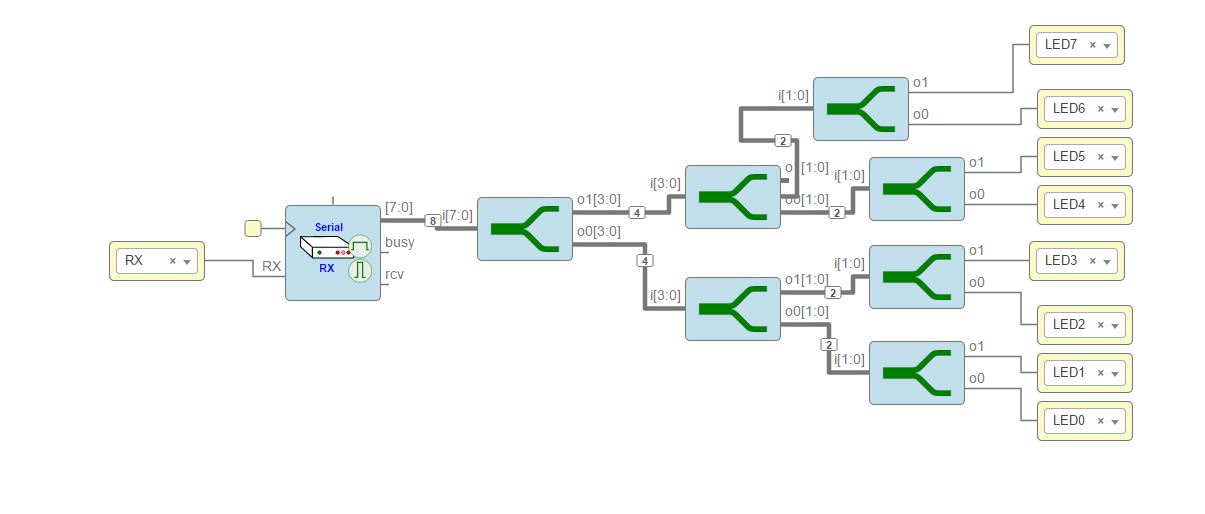 LED7 × 
o1
i[1:0]
LED6 ×
o0
2
LED5 ×
o1
o [1:0]
i[1:0]
i[3:0]
o0
LED4 ×
o1[3:0]
4
o0[1:0]
2
[7:0]
8
i[7:0]
Serial
o0[3:0]
busy
RX ×
RX
RX
rcv
4
o1
LED3 ×
i[1:0]
o1[1:0]
2
o0
i[3:0]
o0[1:0]
LED2 ×
2
o1
i[1:0]
LED1 ×
o0
LED0 ×